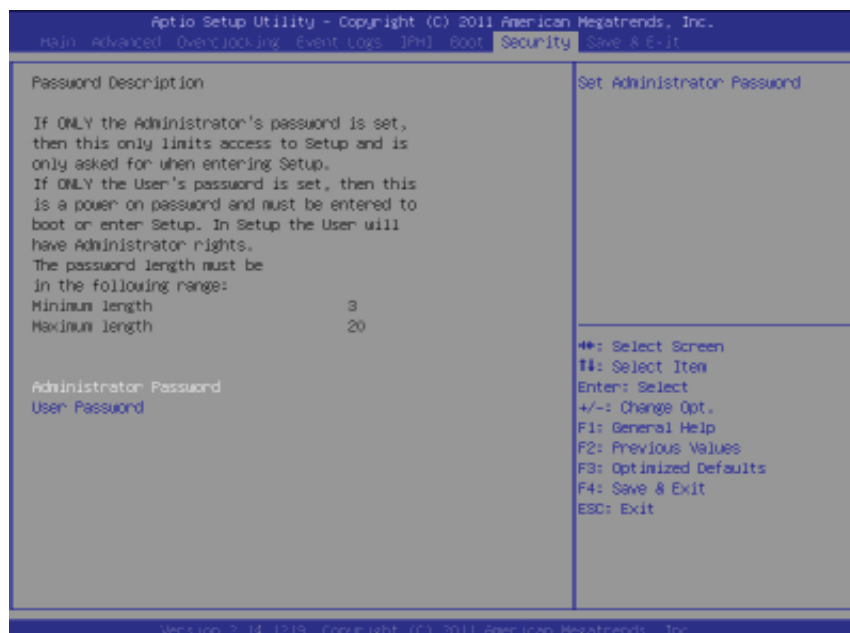 Aptio Setup Utility - Copyright (C) 2011 American Megatrends, Inc.
Main Advanced Overclocking Event Logs IPMI Boot Security Save & Exit
Password Description
If ONLY the Administrator's password is set,
then this only limits access to Setup and is
only asked for when entering Setup.
If ONLY the User's password is set, then this
is a power on password and must be entered to
boot or enter Setup. In Setup the User will
have Administrator rights.
The password length must be
in the following range:
Minimum length 3
Maximum length 20
Administrator Password
User Password
Set Administrator Password
→←: Select Screen
↑↓: Select Item
Enter: Select
+/-: Change Opt.
F1: General Help
F2: Previous Values
F3: Optimized Defaults
F4: Save & Exit
ESC: Exit
Version 2.14.1219. Copyright (C) 2011 American Megatrends, Inc.